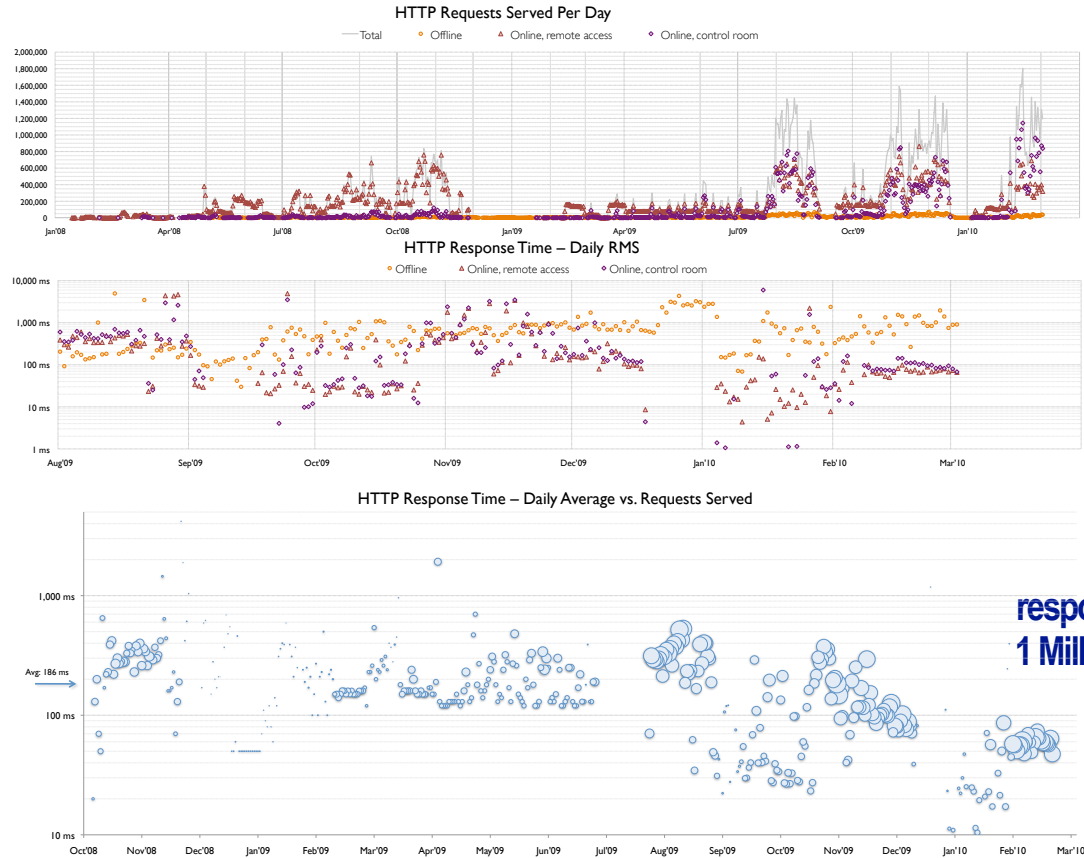 HTTP Requests Served Per Day
Total Offline Online, remote access Online, control room
2,000,000
1,800,000
1,600,000
1,400,000
1,200,000
1,000,000
800,000
600,000
400,000
200,000
0
Jan'08 Apr'08 Jul'08 Oct'08 Jan'09 Apr'09 Jul'09 Oct'09 Jan'10
HTTP Response Time – Daily RMS
Offline Online, remote access Online, control room
10,000 ms
1,000 ms
100 ms
10 ms
1 ms
Aug'09 Sep'09 Oct'09 Nov'09 Dec'09 Jan'10 Feb'10 Mar'10
HTTP Response Time – Daily Average vs. Requests Served
1,000 ms
Avg: 186 ms
100 ms
10 ms
Oct'08 Nov'08 Dec'08 Jan'09 Feb'09 Mar'09 Apr'09 May'09 Jun'09 Jul'09 Aug'09 Sep'09 Oct'09 Nov'09 Dec'09 Jan'10 Feb'10 Mar'10
respo
1 Mill